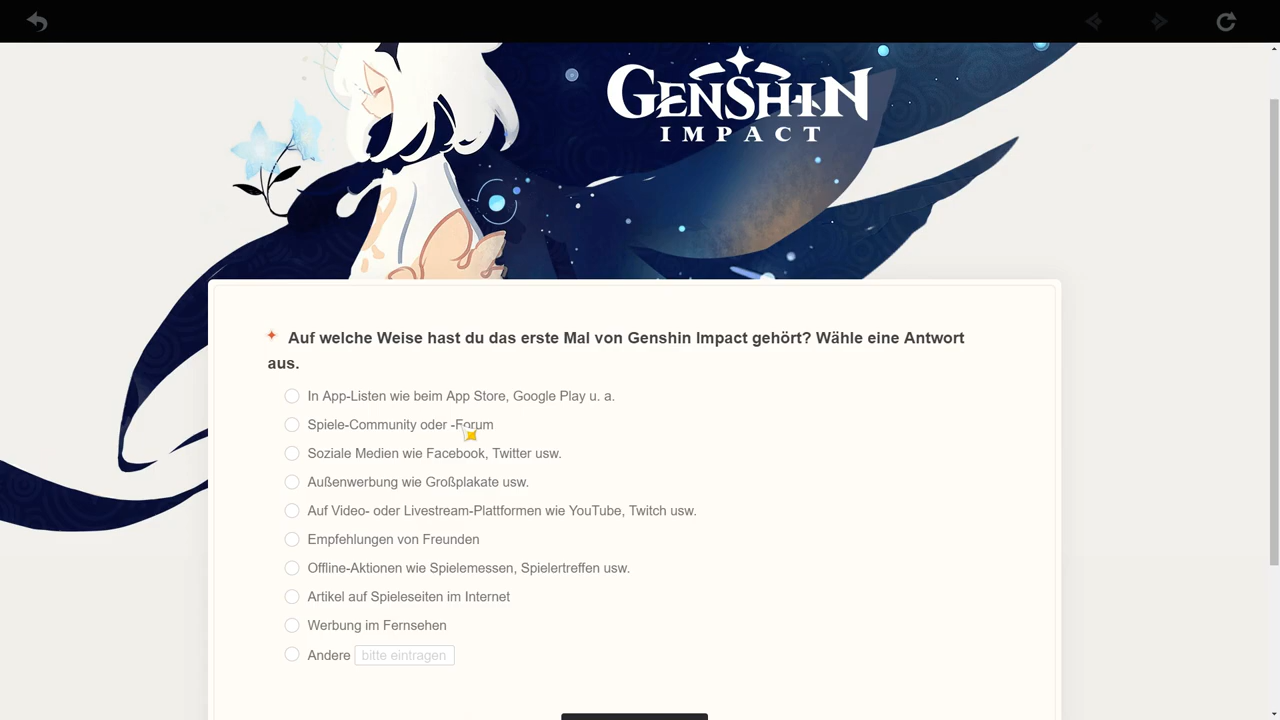 GENSHIN
IMPACT
Auf welche Weise hast du das erste Mal von Genshin Impact gehört? Wähle eine Antwort
aus.
In App-Listen wie beim App Store, Google Play u. a.
Spiele-Community oder -Forum
Soziale Medien wie Facebook, Twitter usw.
Außenwerbung wie Großplakate usw.
Auf Video- oder Livestream-Plattformen wie YouTube, Twitch usw.
Empfehlungen von Freunden
Offline-Aktionen wie Spielemessen, Spielertreffen usw.
Artikel auf Spieleseiten im Internet
Werbung im Fernsehen
Andere bitte eintragen